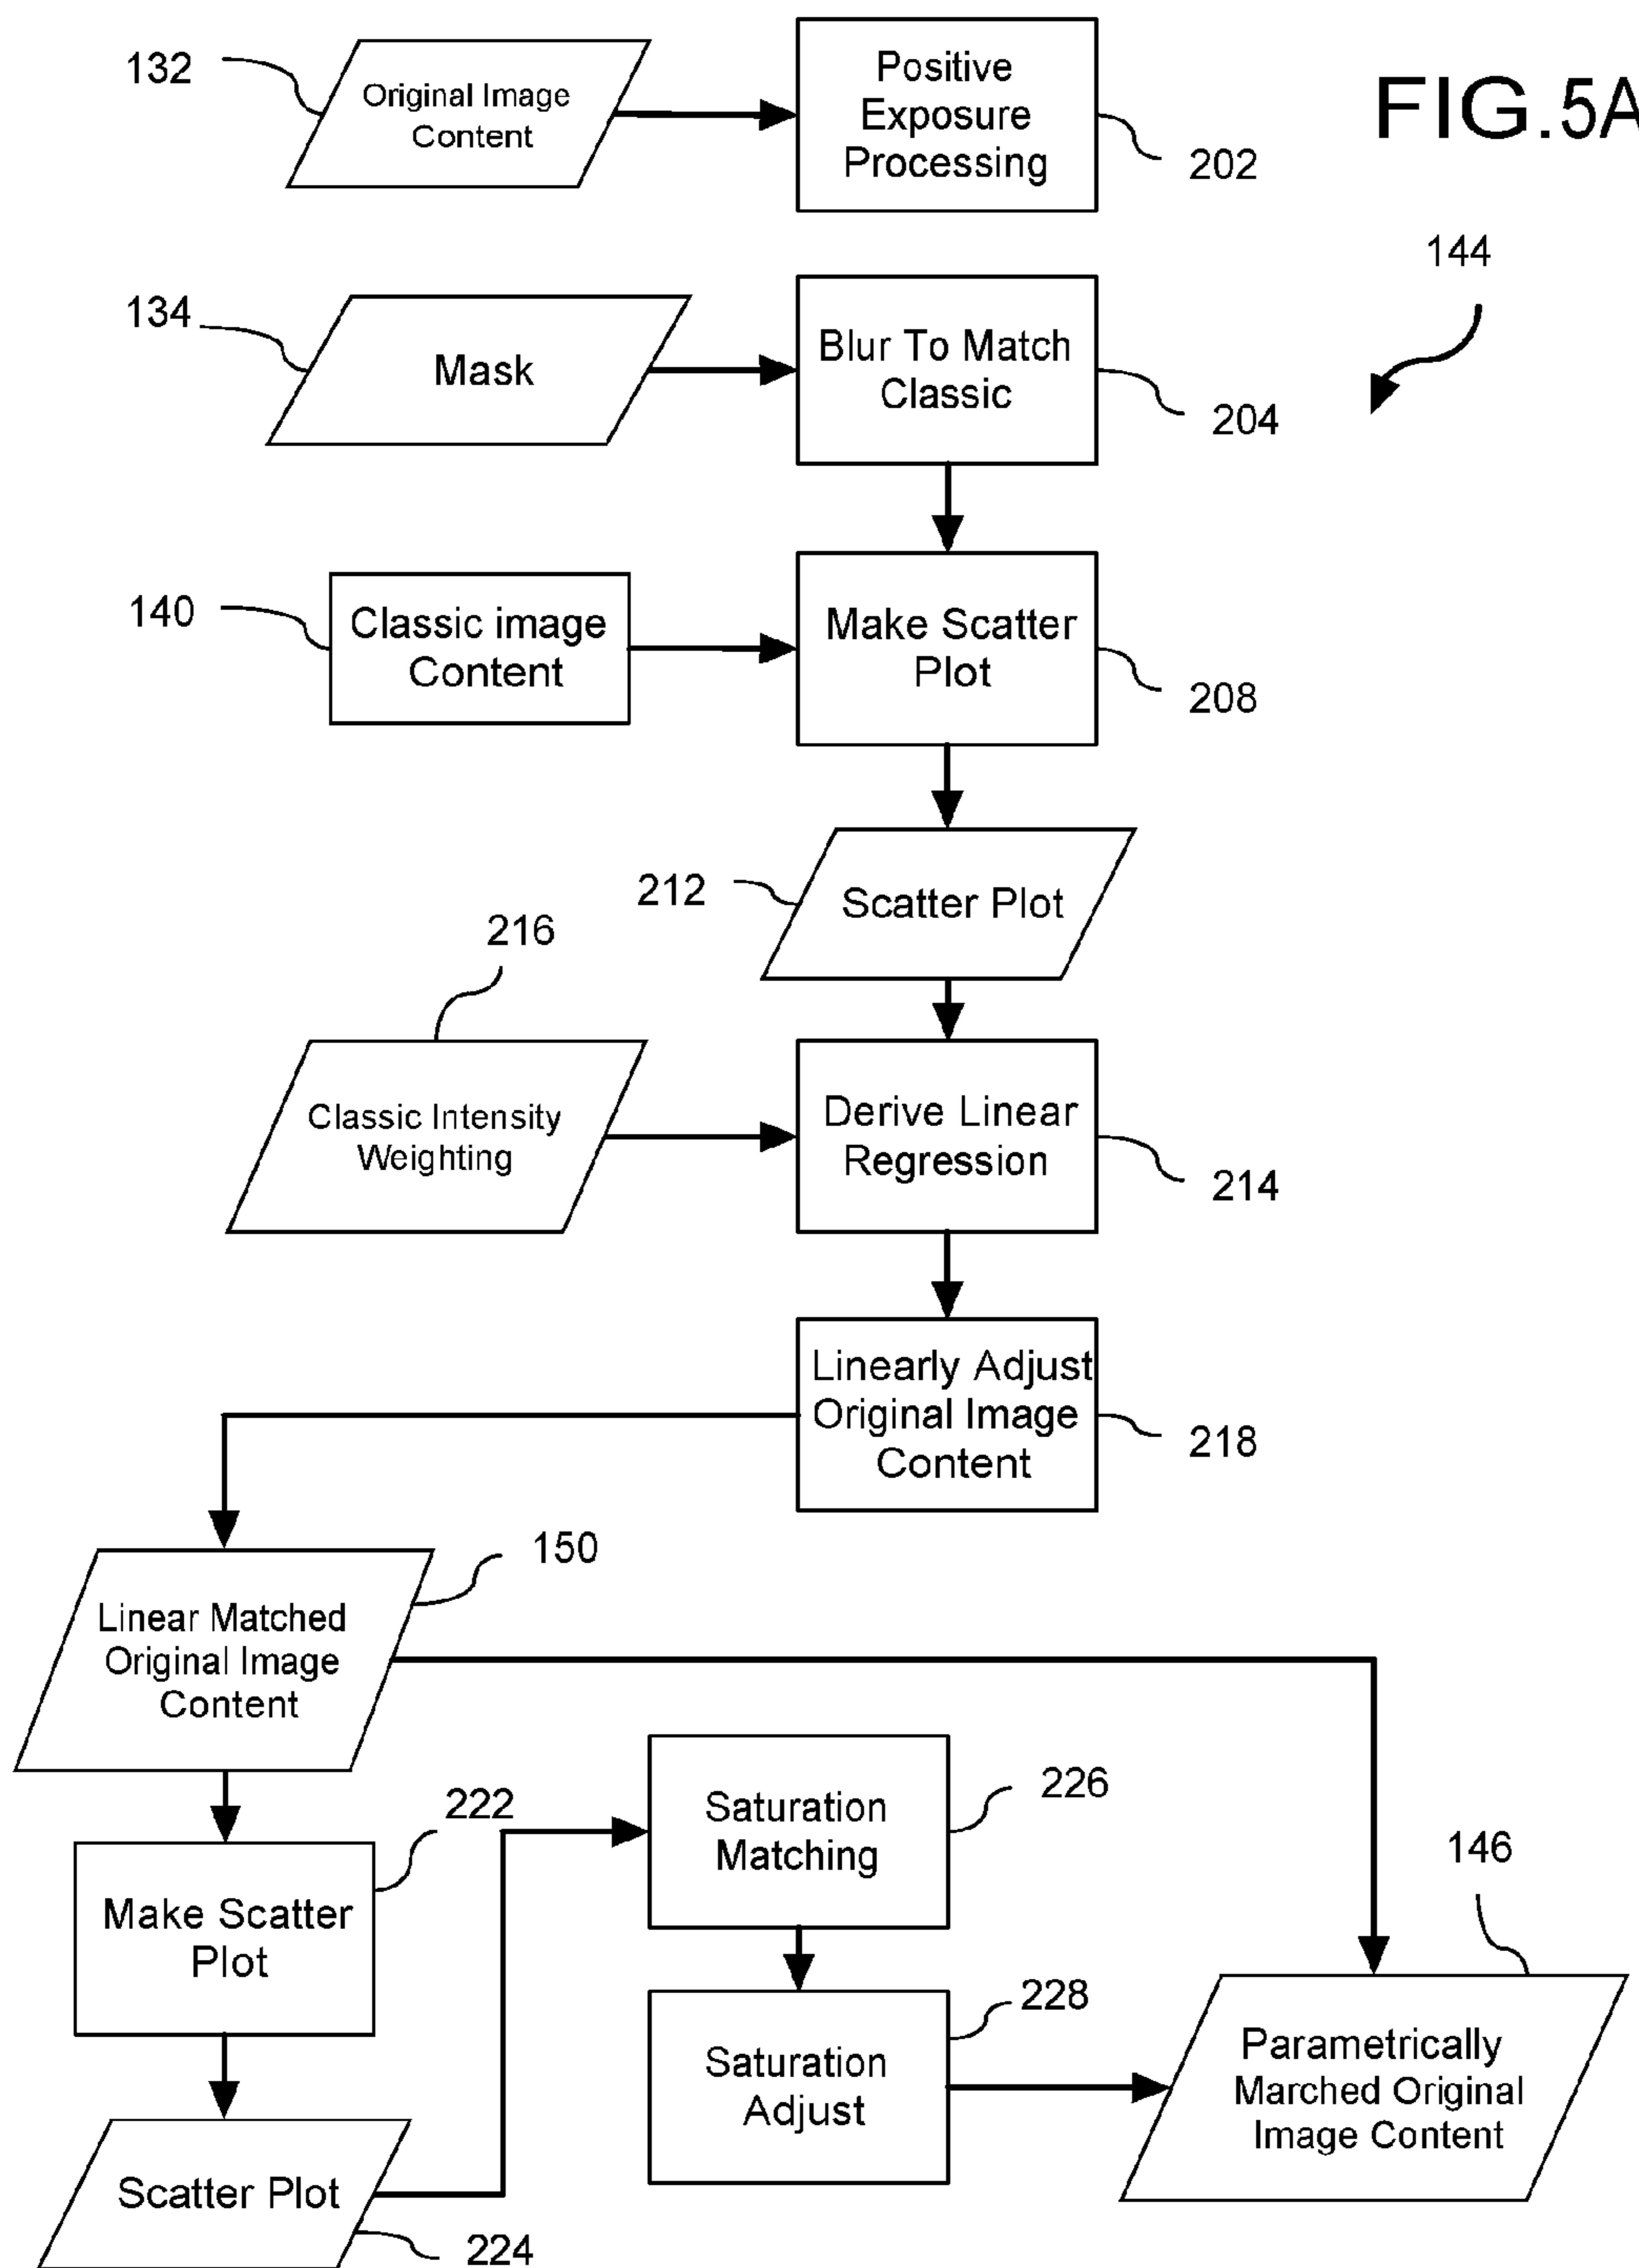 132
Original Image
Content
Positive
Exposure
Processing
202
FIG.5A
144
134
Mask
Blur To Match
Classic
204
140
Classic image
Content
Make Scatter
Plot
208
212
Scatter Plot
216
Classic Intensity
Weighting
Derive Linear
Regression
214
Linearly Adjust
Original Image
Content
218
150
Linear Matched
Original Image
Content
222
Make Scatter
Plot
Saturation
Matching
226
146
Saturation
Adjust
228
Parametrically
Marched Original
Image Content
Scatter Plot
224